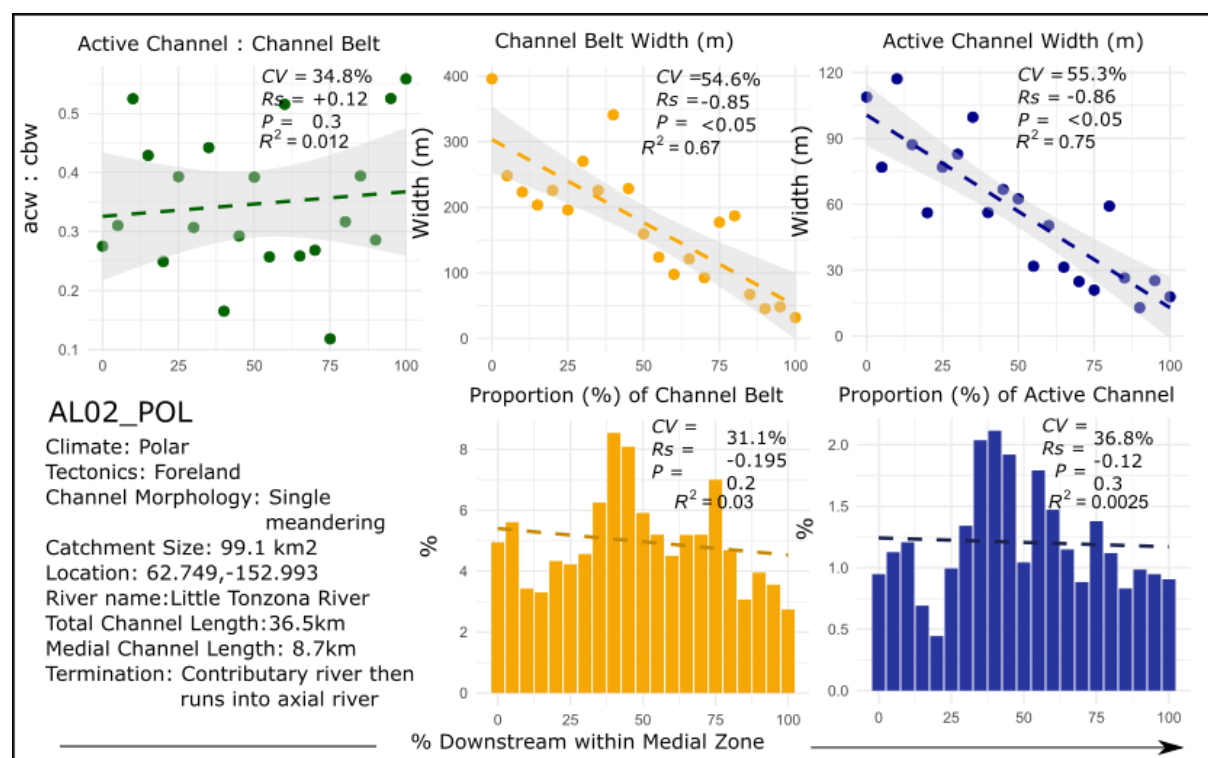 Active Channel : Channel Belt
CV = 34.8%
Rs = +0.12
P = 0.3
R² = 0.012
acw : cbw
0.5
0.4
0.3
0.2
0.1
0 25 50 75 100
Channel Belt Width (m)
CV = 54.6%
Rs = -0.85
P = <0.05
R² = 0.67
Width (m)
400
300
200
100
0
0 25 50 75 100
Active Channel Width (m)
CV = 55.3%
Rs = -0.86
P = <0.05
R² = 0.75
Width (m)
120
90
60
30
0
0 25 50 75 100
AL02_POL
Climate: Polar
Tectonics: Foreland
Channel Morphology: Single
meandering
Catchment Size: 99.1 km2
Location: 62.749,-152.993
River name:Little Tonzona River
Total Channel Length:36.5km
Medial Channel Length: 8.7km
Termination: Contributary river then
runs into axial river
Proportion (%) of Channel Belt
CV = 31.1%
Rs = -0.195
P = 0.2
R² = 0.03
%
8
6
4
2
0
0 25 50 75 100
Proportion (%) of Active Channel
CV = 36.8%
Rs = -0.12
P = 0.3
R² = 0.0025
%
2.0
1.5
1.0
0.5
0.0
0 25 50 75 100
% Downstream within Medial Zone